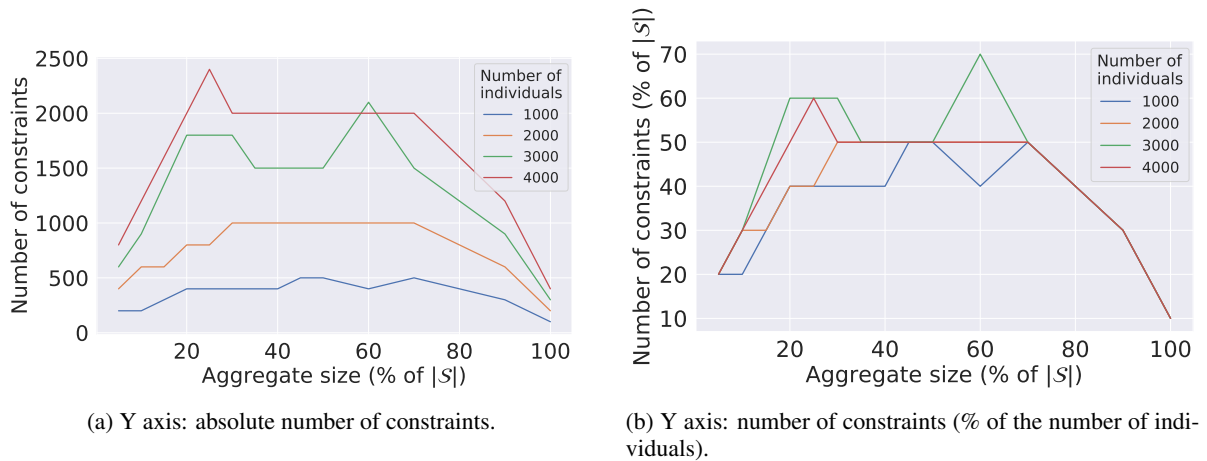 2500
2000
1500
1000
500
0
Number of constraints
20
40
60
80
100
Aggregate size (% of |𝒮|)
Number of
individuals
1000
2000
3000
4000
(a) Y axis: absolute number of constraints.
70
60
50
40
30
20
10
Number of constraints (% of |𝒮|)
20
40
60
80
100
Aggregate size (% of |𝒮|)
Number of
individuals
1000
2000
3000
4000
(b) Y axis: number of constraints (% of the number of indi-
viduals).